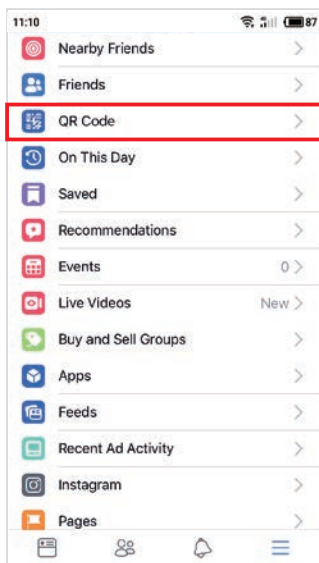 11:10 87
Nearby Friends
Friends
QR Code
On This Day
Saved
Recommendations
Events 0
Live Videos New
Buy and Sell Groups
Apps
Feeds
Recent Ad Activity
Instagram
Pages